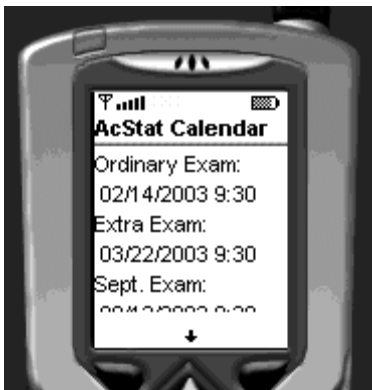 AcStat Calendar
Ordinary Exam:
02/14/2003 9:30
Extra Exam:
03/22/2003 9:30
Sept. Exam: